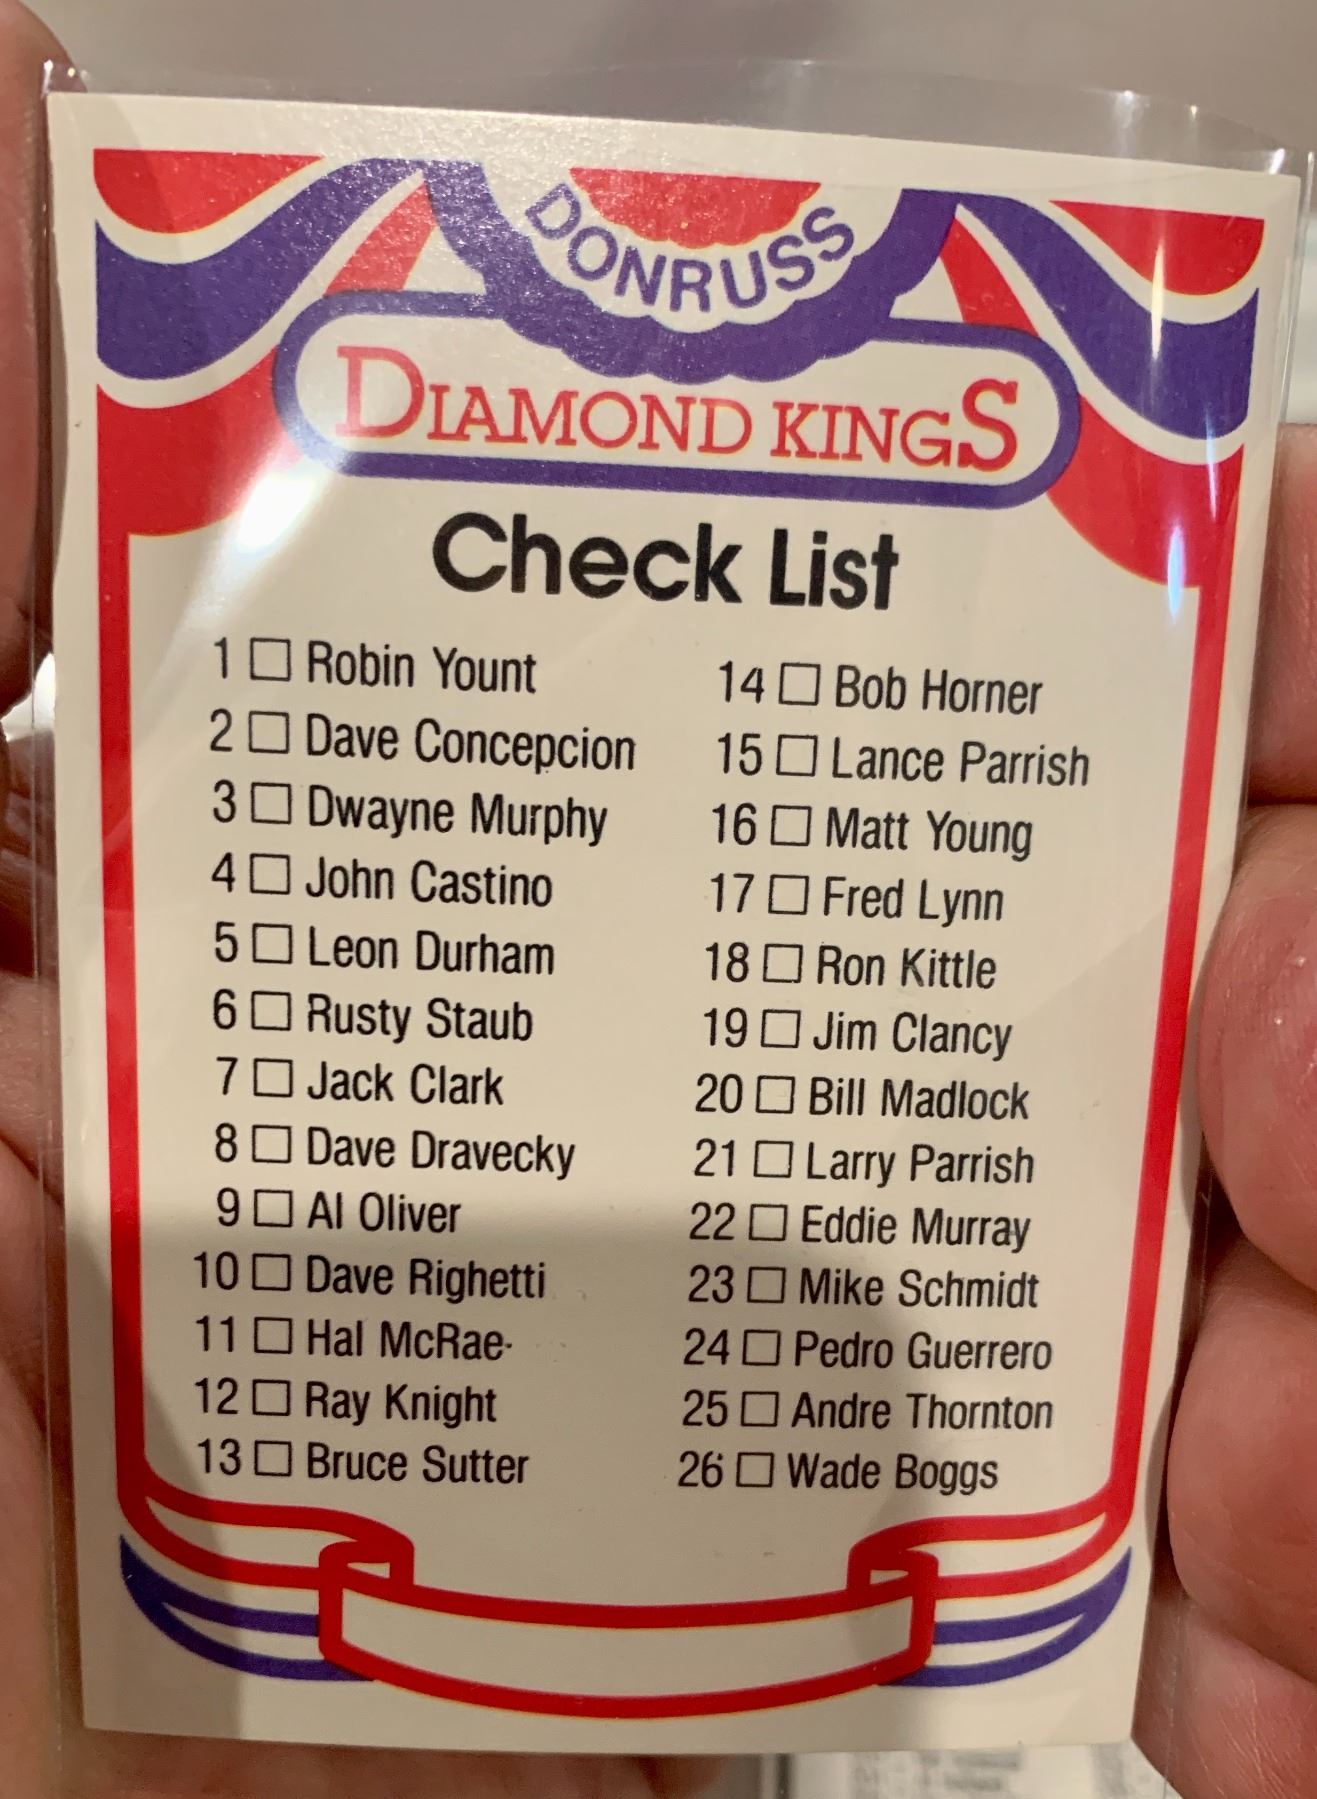 DONRUSS
DIAMOND KINGS
Check List
1 Robin Yount
2 Dave Concepcion
3 Dwayne Murphy
4 John Castino
5 Leon Durham
6 Rusty Staub
7 Jack Clark
8 Dave Dravecky
9 Al Oliver
10 Dave Righetti
11 Hal McRae
12 Ray Knight
13 Bruce Sutter
14 Bob Horner
15 Lance Parrish
16 Matt Young
17 Fred Lynn
18 Ron Kittle
19 Jim Clancy
20 Bill Madlock
21 Larry Parrish
22 Eddie Murray
23 Mike Schmidt
24 Pedro Guerrero
25 Andre Thornton
26 Wade Boggs